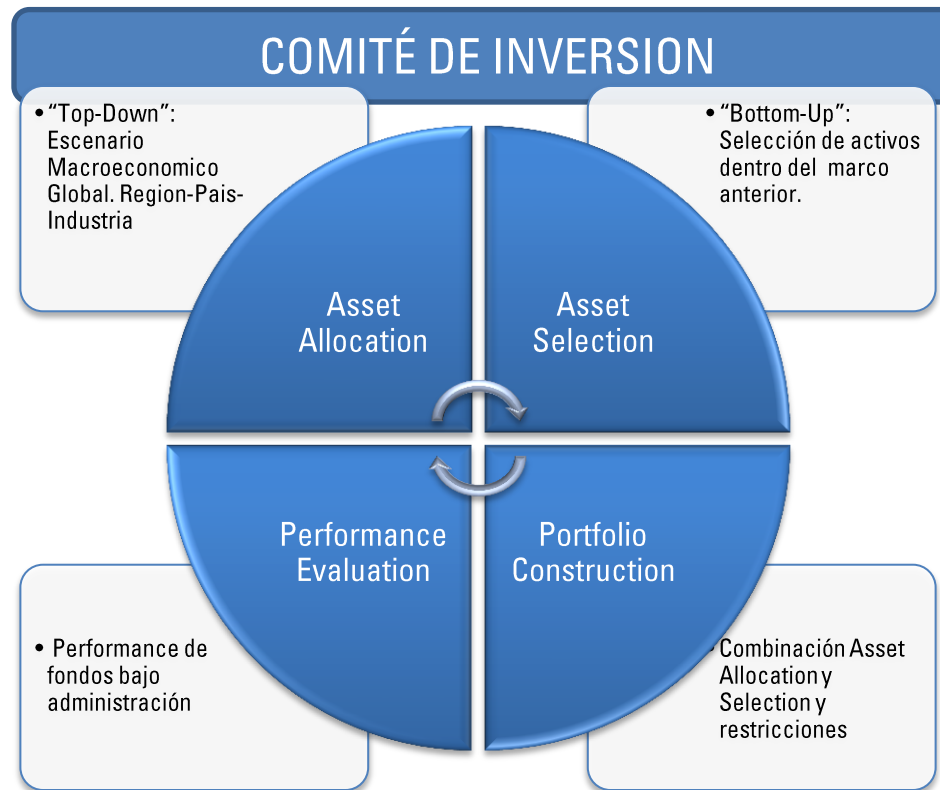 COMITÉ DE INVERSION
• “Top-Down”:
Escenario
Macroeconomico
Global. Region-Pais-
Industria
• “Bottom-Up”:
Selección de activos
dentro del marco
anterior.
Asset
Allocation
Asset
Selection
Performance
Evaluation
Portfolio
Construction
• Performance de
fondos bajo
administración
• Combinación Asset
Allocation y
Selection y
restricciones